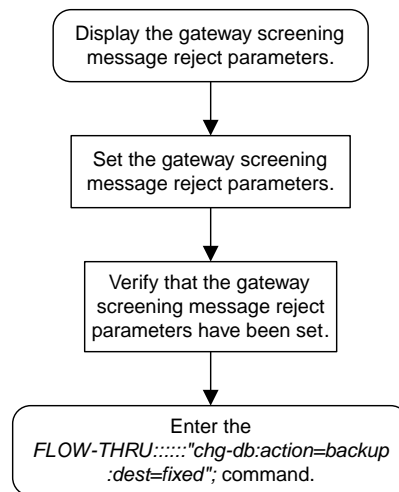 Display the gateway screening
message reject parameters.
Set the gateway screening
message reject parameters.
Verify that the gateway
screening message reject
parameters have been set.
Enter the
FLOW-THRU::::::"chg-db:action=backup
:dest=fixed"; command.